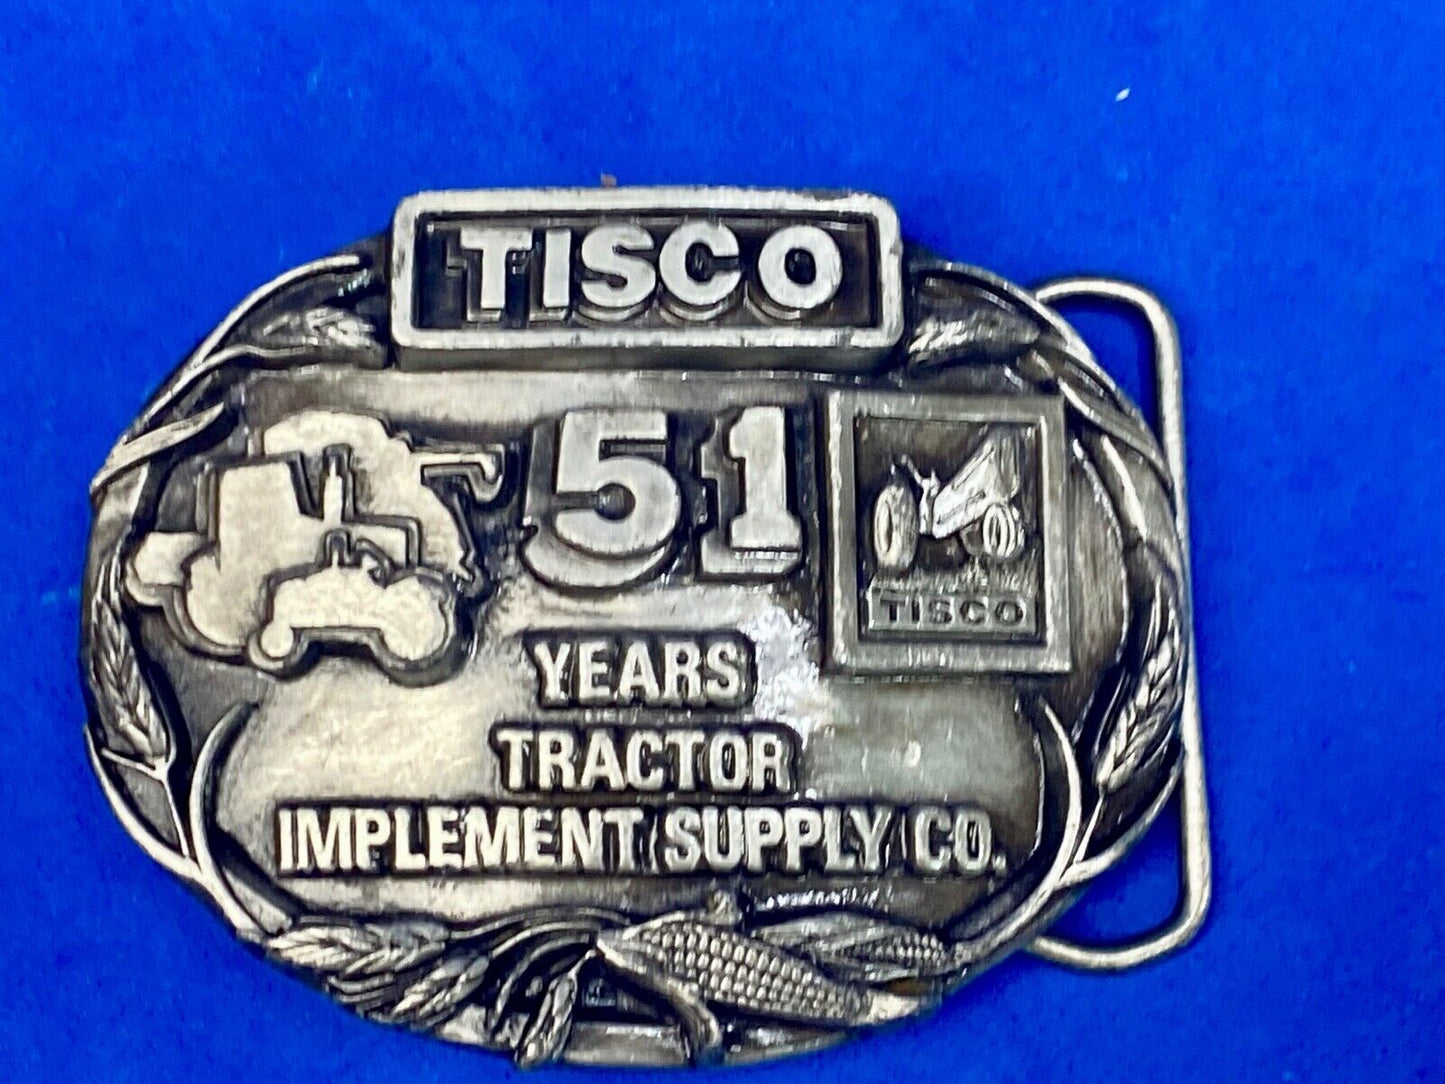 TISCO
51
TISCO
YEARS
TRACTOR
IMPLEMENT SUPPLY CO.